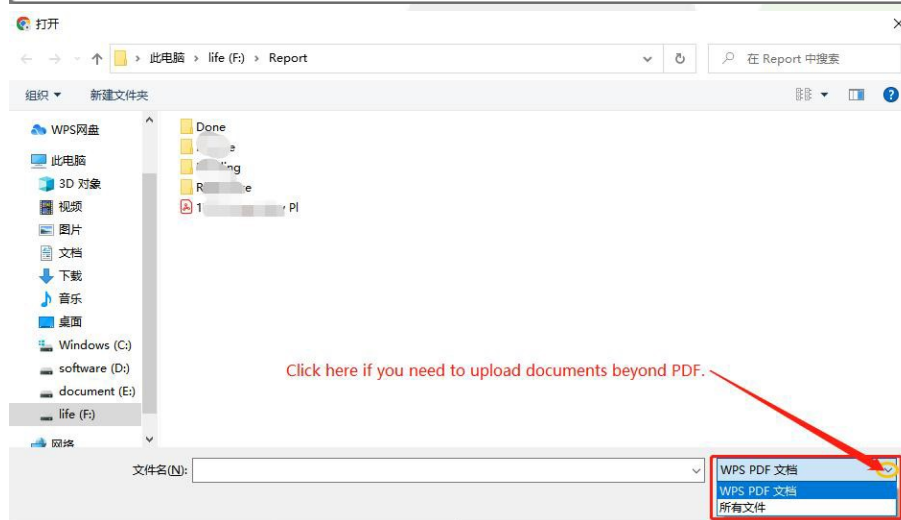 打开
此电脑 > life (F:) > Report
在 Report 中搜索
组织 新建文件夹
WPS网盘
此电脑
3D 对象
视频
图片
文档
下载
音乐
桌面
Windows (C:)
software (D:)
document (E:)
life (F:)
网络
Done
Pl
Click here if you need to upload documents beyond PDF.
文件名(N):
WPS PDF 文档
WPS PDF 文档
所有文件